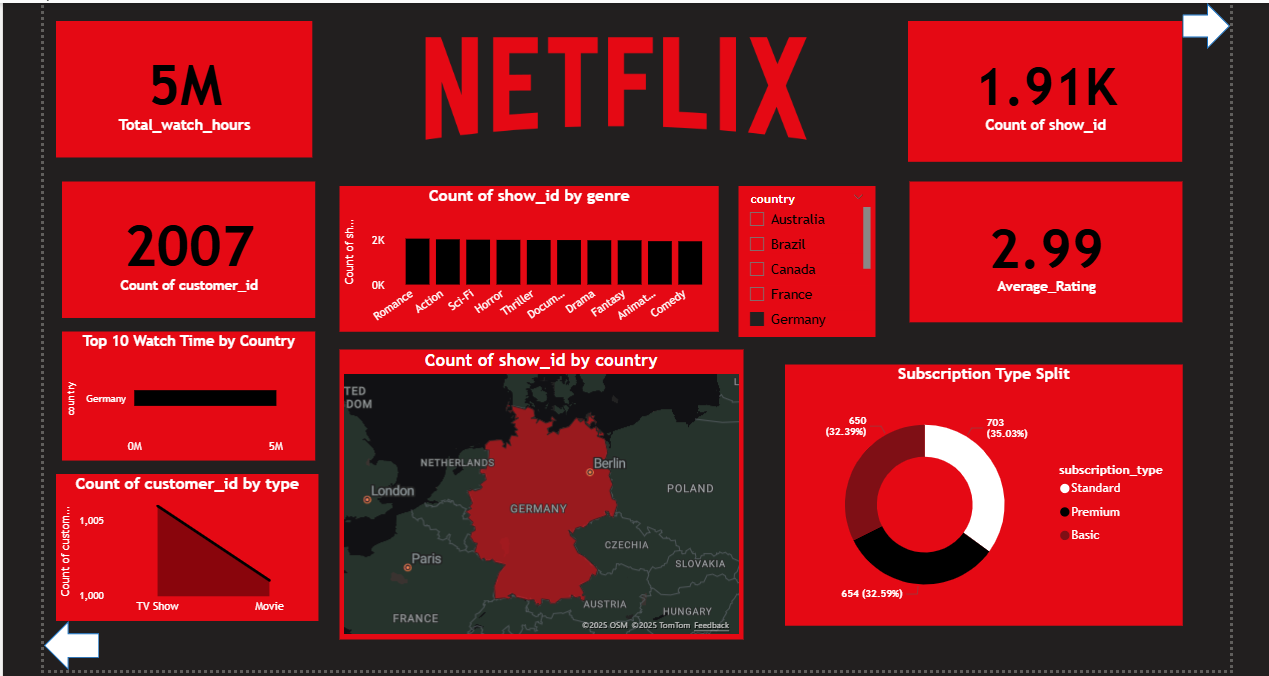 5M
Total_watch_hours
NETFLIX
1.91K
Count of show_id
2007
Count of customer_id
Count of show_id by genre
Count of sh...
2K
0K
Romance
Action
Sci-Fi
Horror
Thriller
Docum...
Drama
Fantasy
Animat...
Comedy
country
Australia
Brazil
Canada
France
Germany
2.99
Average_Rating
Top 10 Watch Time by Country
country
Germany
0M
5M
Count of show_id by country
TED
DOM
L
NETHERLANDS
Berlin
London
POLAND
GERMANY
CZECHIA
Paris
SLOVAKIA
AUSTRIA
HUNGARY
FRANCE
©2025 OSM ©2025 TomTom Feedback
Subscription Type Split
650
(32.39%)
703
(35.03%)
654 (32.59%)
subscription_type
Standard
Premium
Basic
Count of customer_id by type
Count of custom...
1,005
1,000
TV Show
Movie